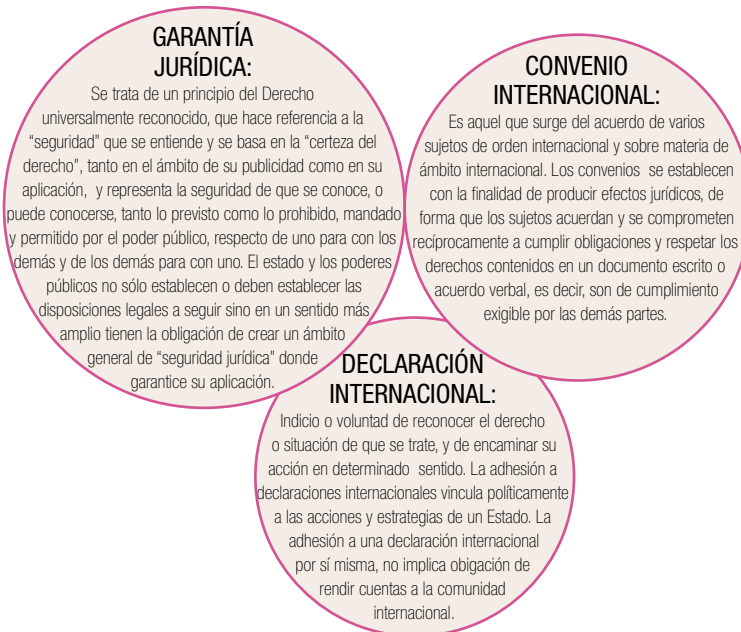 GARANTÍA
JURÍDICA:
Se trata de un principio del Derecho
universalmente reconocido, que hace referencia a la
“seguridad” que se entiende y se basa en la “certeza del
derecho", tanto en el ámbito de su publicidad como en su
aplicación, y representa la seguridad de que se conoce, o
puede conocerse, tanto lo previsto como lo prohibido, mandado
y permitido por el poder público, respecto de uno para con los
demás y de los demás para con uno. El estado y los poderes
públicos no sólo establecen o deben establecer las
disposiciones legales a seguir sino en un sentido más
amplio tienen la obligación de crear un ámbito
general de “seguridad jurídica” donde
garantice su aplicación.
CONVENIO
INTERNACIONAL:
Es aquel que surge del acuerdo de varios
sujetos de orden internacional y sobre materia de
ámbito internacional. Los convenios se establecen
con la finalidad de producir efectos jurídicos, de
forma que los sujetos acuerdan y se comprometen
recíprocamente a cumplir obligaciones y respetar los
derechos contenidos en un documento escrito o
acuerdo verbal, es decir, son de cumplimiento
exigible por las demás partes.
DECLARACIÓN
INTERNACIONAL:
Indicio o voluntad de reconocer el derecho
o situación de que se trate, y de encaminar su
acción en determinado sentido. La adhesión a
declaraciones internacionales vincula políticamente
a las acciones y estrategias de un Estado. La
adhesión a una declaración internacional
por sí misma, no implica obigación de
rendir cuentas a la comunidad
internacional.